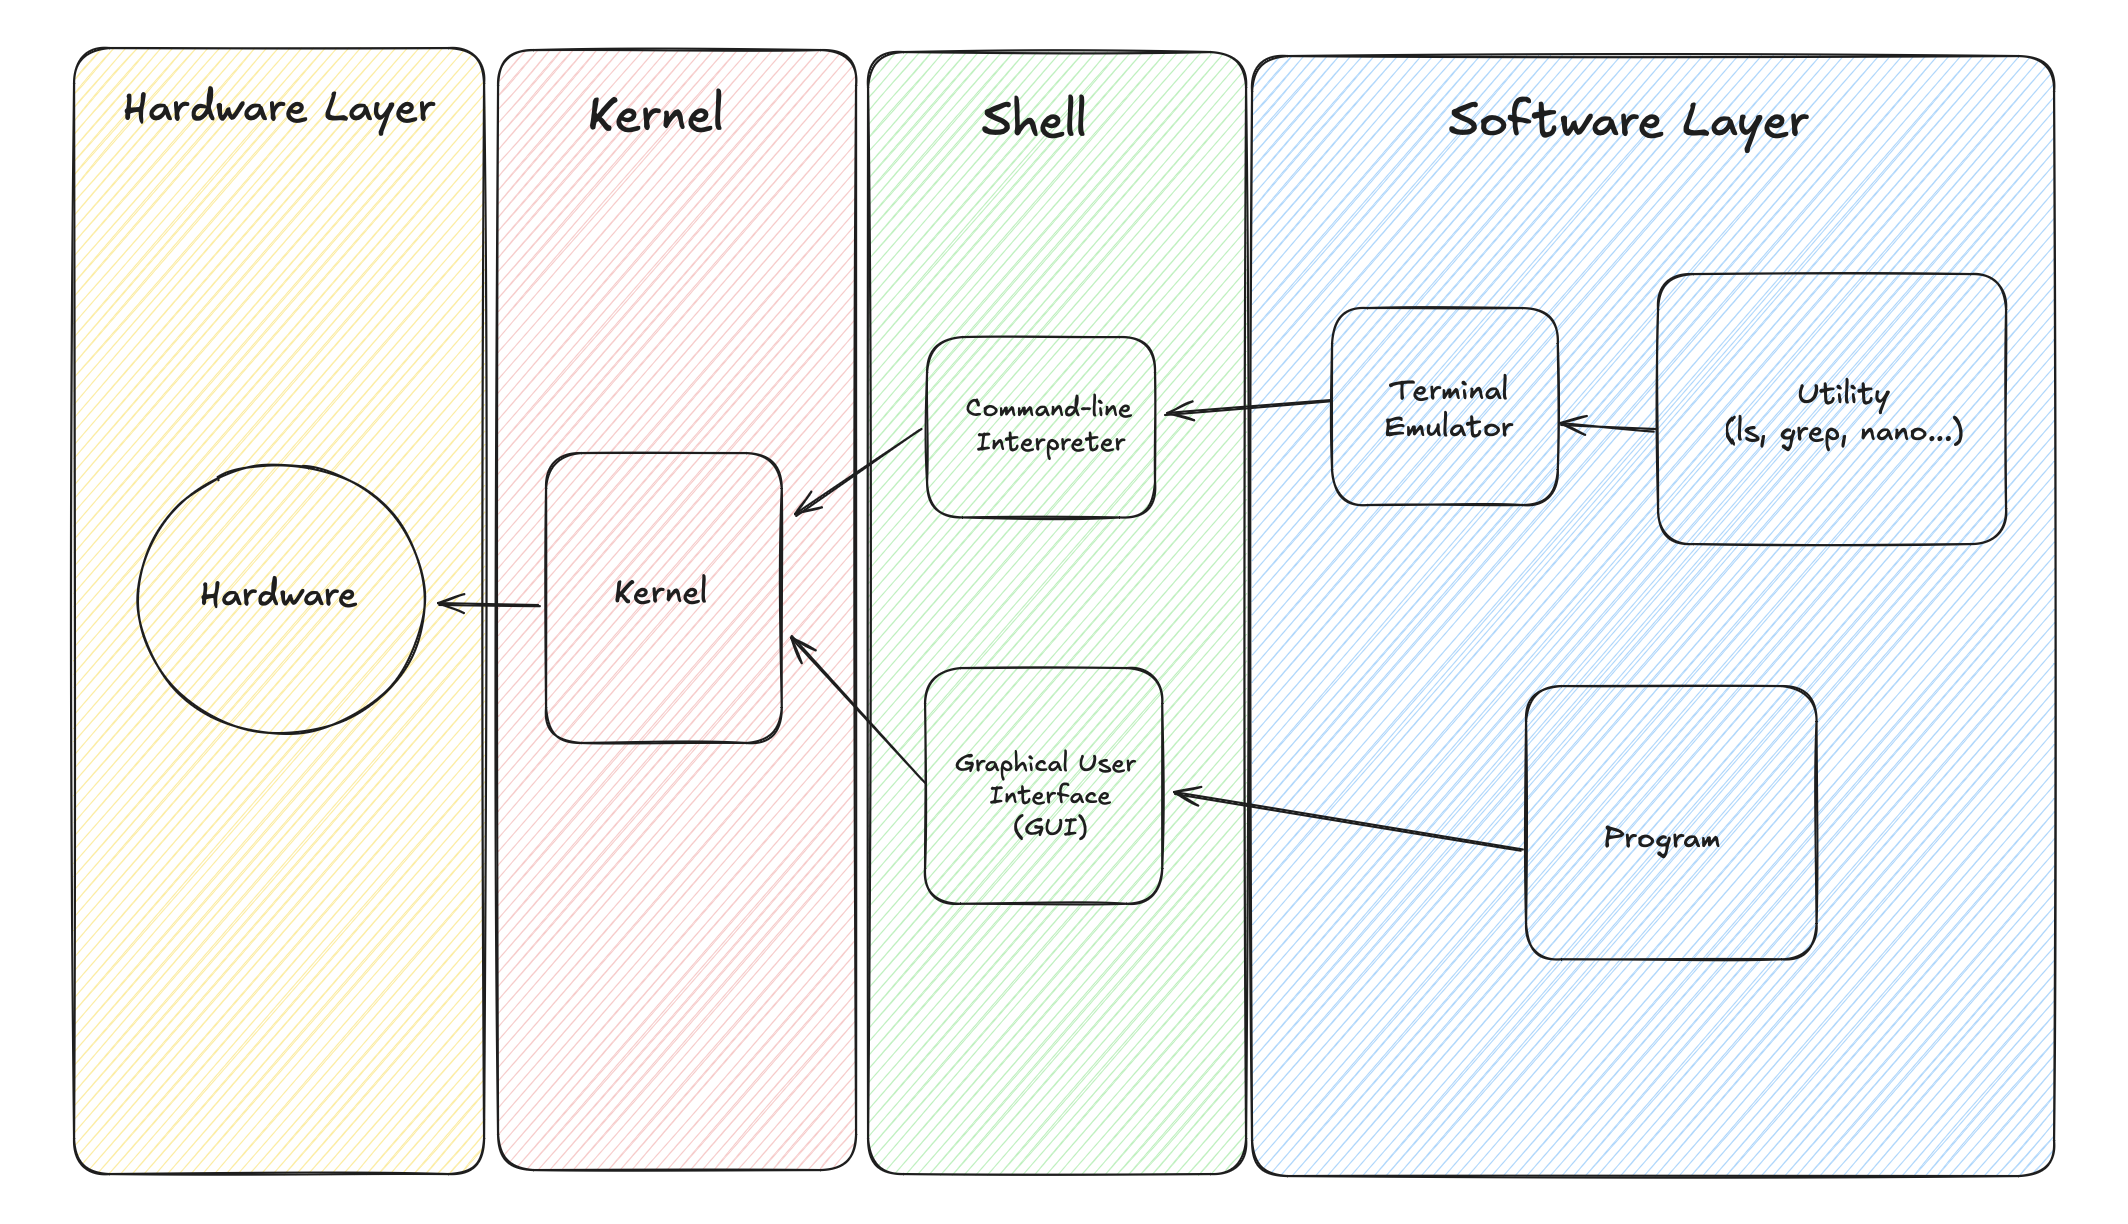 Hardware Layer
Kernel
Shell
Software Layer
Hardware
Kernel
Command-line
Interpreter
Graphical User
Interface
(GUI)
Terminal
Emulator
Utility
(ls, grep, nano...)
Program